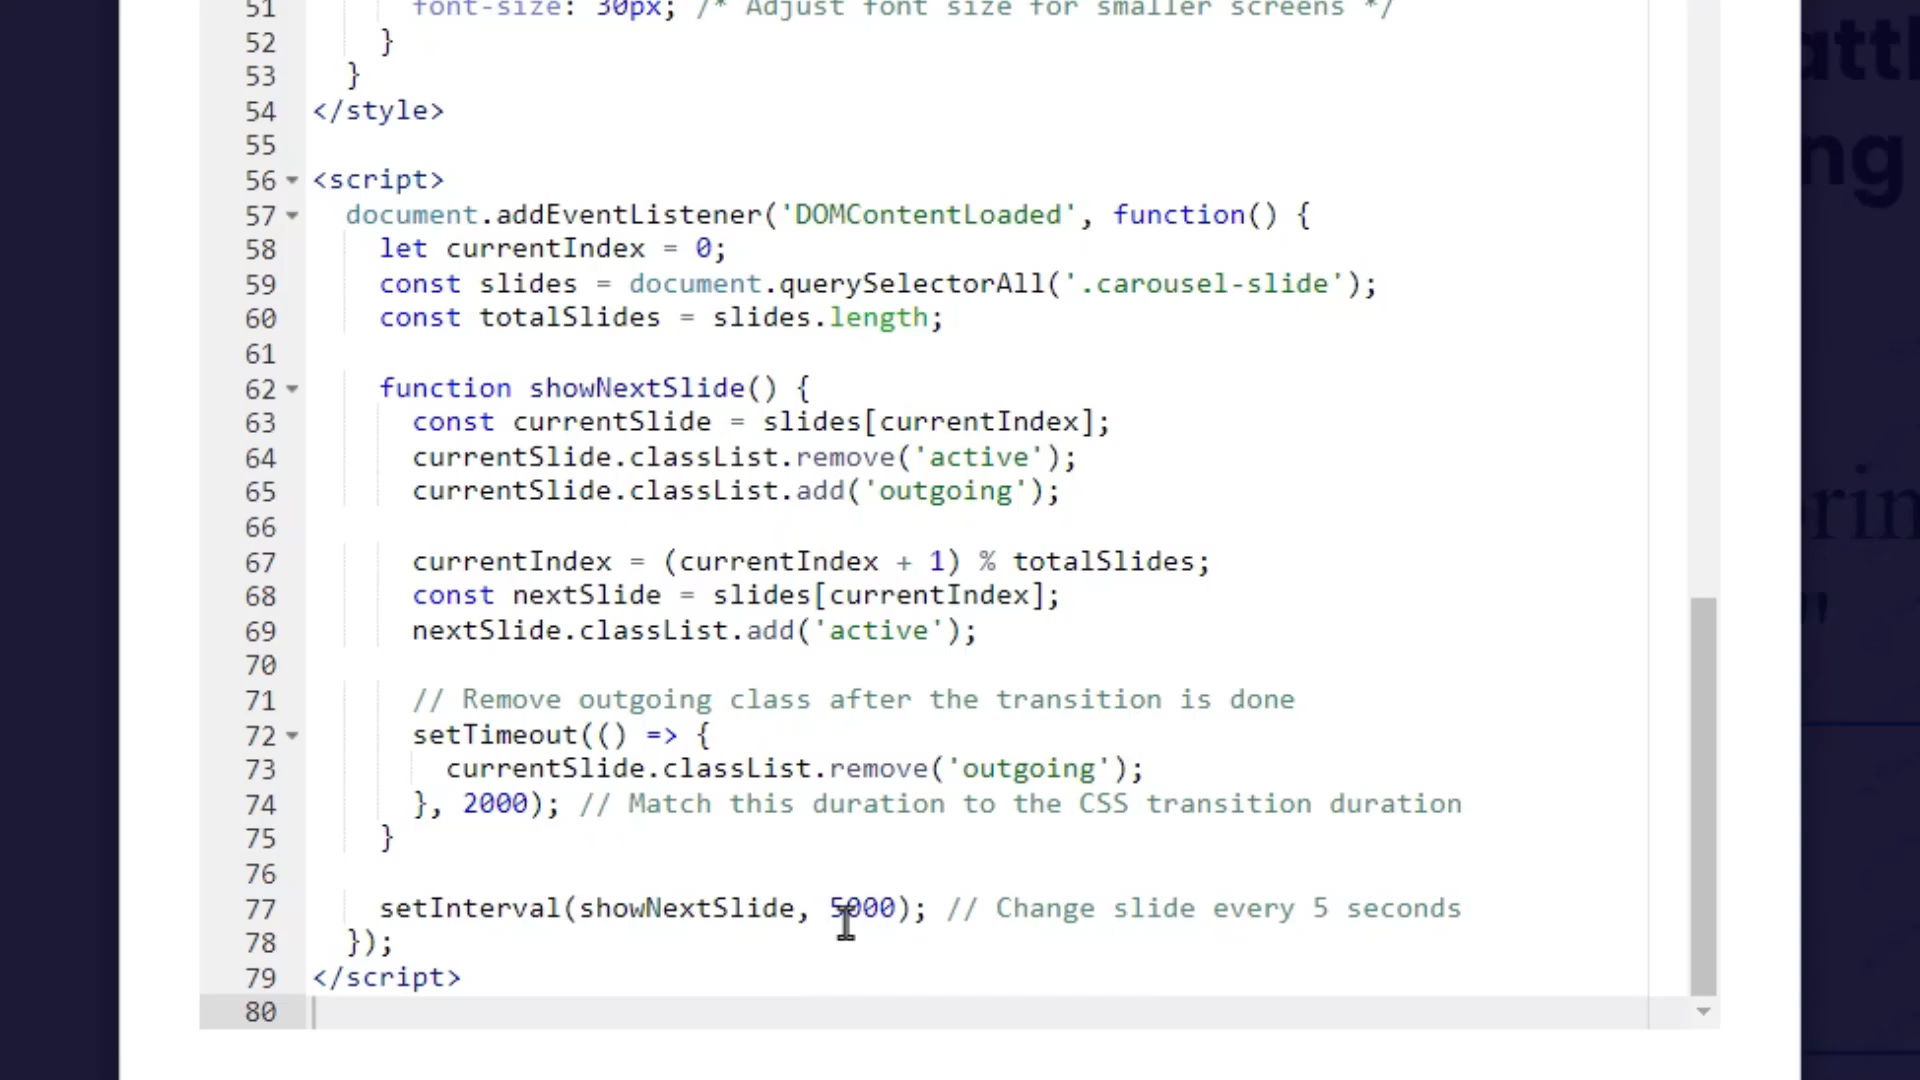 51 font-size: 30px; /* Adjust font size for smaller screens */
52 }
53 }
54 </style>
55
56 <script>
57 document.addEventListener('DOMContentLoaded', function() {
58 let currentIndex = 0;
59 const slides = document.querySelectorAll('.carousel-slide');
60 const totalSlides = slides.length;
61
62 function showNextSlide() {
63 const currentSlide = slides[currentIndex];
64 currentSlide.classList.remove('active');
65 currentSlide.classList.add('outgoing');
66
67 currentIndex = (currentIndex + 1) % totalSlides;
68 const nextSlide = slides[currentIndex];
69 nextSlide.classList.add('active');
70
71 // Remove outgoing class after the transition is done
72 setTimeout(() => {
73 currentSlide.classList.remove('outgoing');
74 }, 2000); // Match this duration to the CSS transition duration
75 }
76
77 setInterval(showNextSlide, 5000); // Change slide every 5 seconds
78 });
79 </script>
80